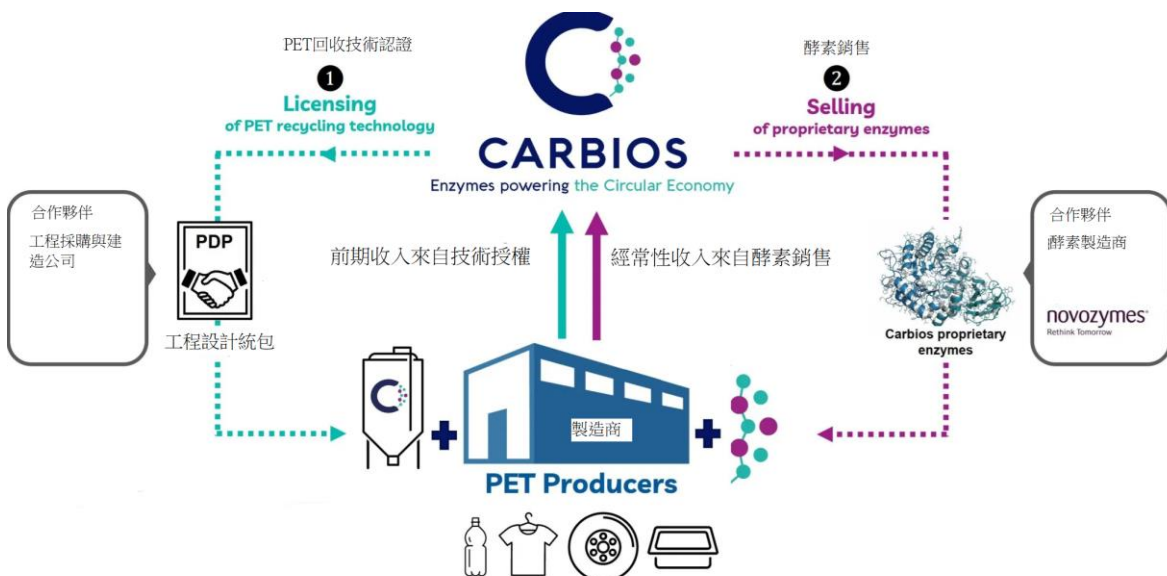 PET回收技術認證
1
Licensing
of PET recycling technology
酵素銷售
2
Selling
of proprietary enzymes
CARBIOS
Enzymes powering the Circular Economy
合作夥伴
工程採購與建
造公司
PDP
工程設計統包
前期收入來自技術授權
經常性收入來自酵素銷售
Carbios proprietary
enzymes
合作夥伴
酵素製造商
novozymes
Rethink Tomorrow
製造商
PET Producers